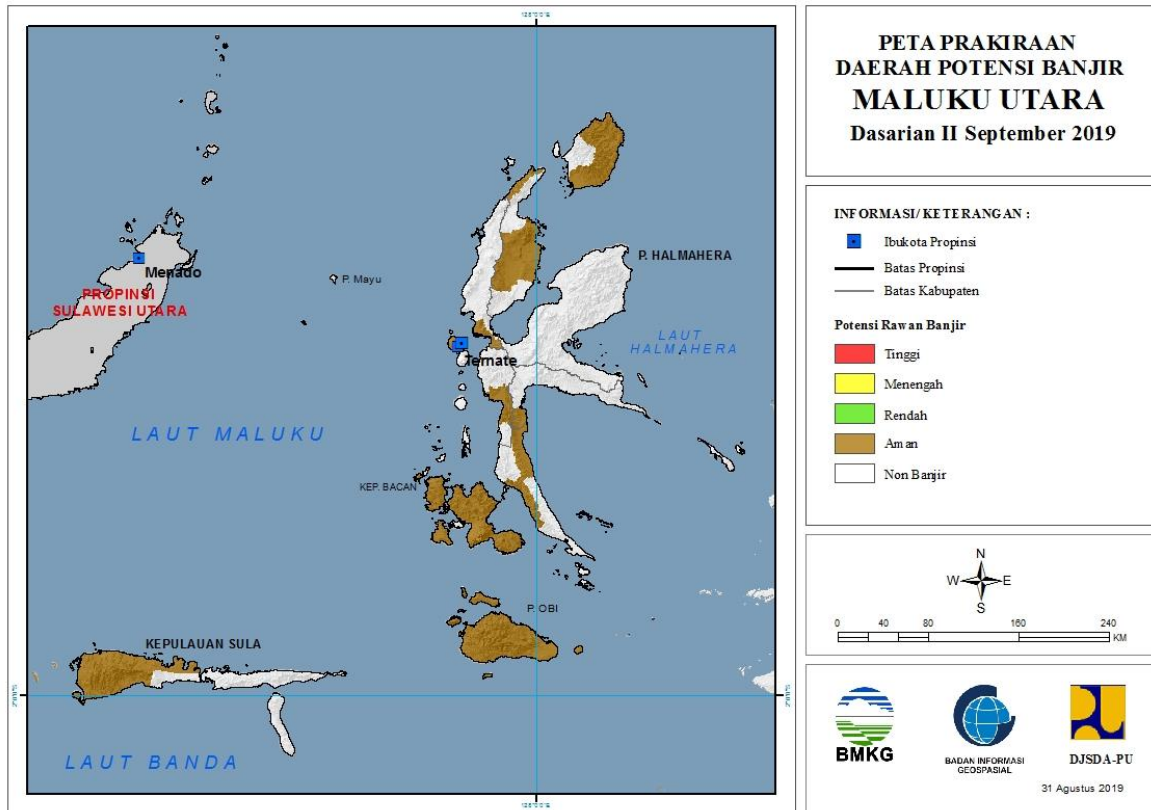 PETA PRAKIRAAN
DAERAH POTENSI BANJIR
MALUKU UTARA
Dasarian II September 2019
INFORMASI/ KETERANGAN :
Ibukota Propinsi
Batas Propinsi
Batas Kabupaten
Potensi Rawan Banjir
Tinggi
Menengah
Rendah
Aman
Non Banjir
N
W E
S
0 40 80 160 240
KM
BMKG
BADAN INFORMASI
GEOSPASIAL
DJSDA-PU
31 Agustus 2019
Menado
PROPINSI
SULAWESI UTARA
P. Mayu
P. HALMAHERA
LAUT
HALMAHERA
Ternate
LAUT MALUKU
KEP. BACAN
P. OBI
KEPULAUAN SULA
LAUT BANDA